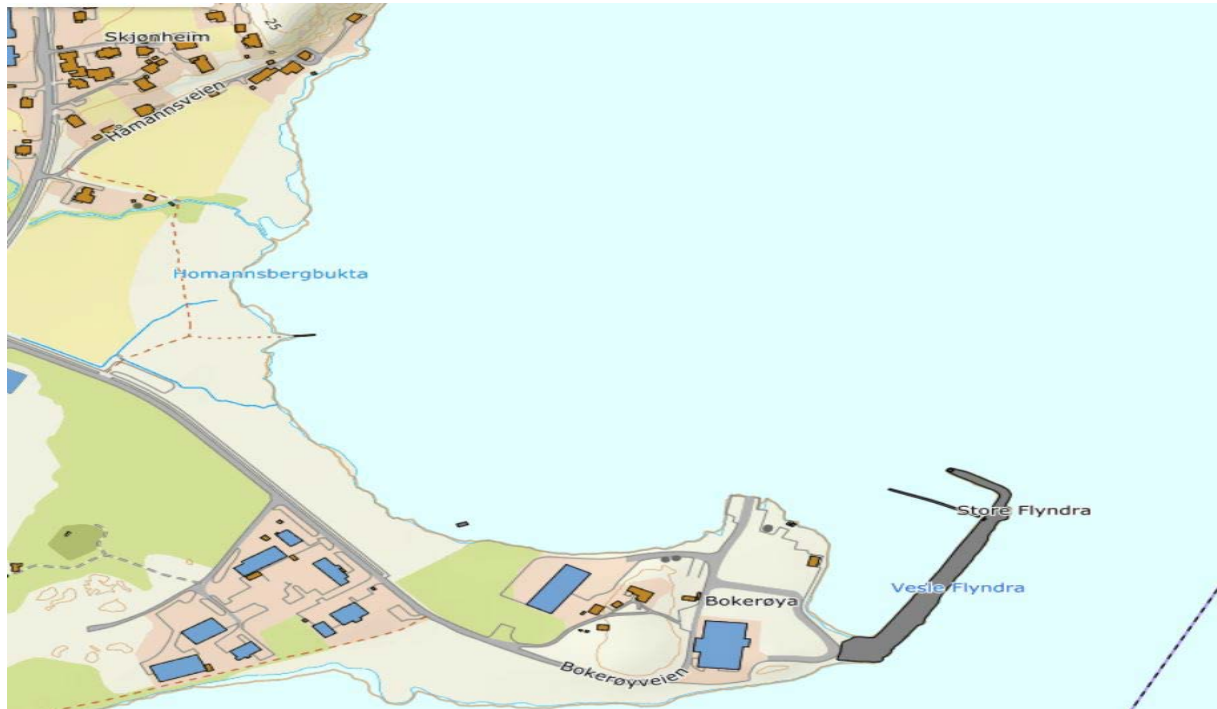 25
Skjønheim
Hamannsveien
Homannsbergbukta
Store Flyndra
Vesle Flyndra
Bokerøya
Bokerøyveien